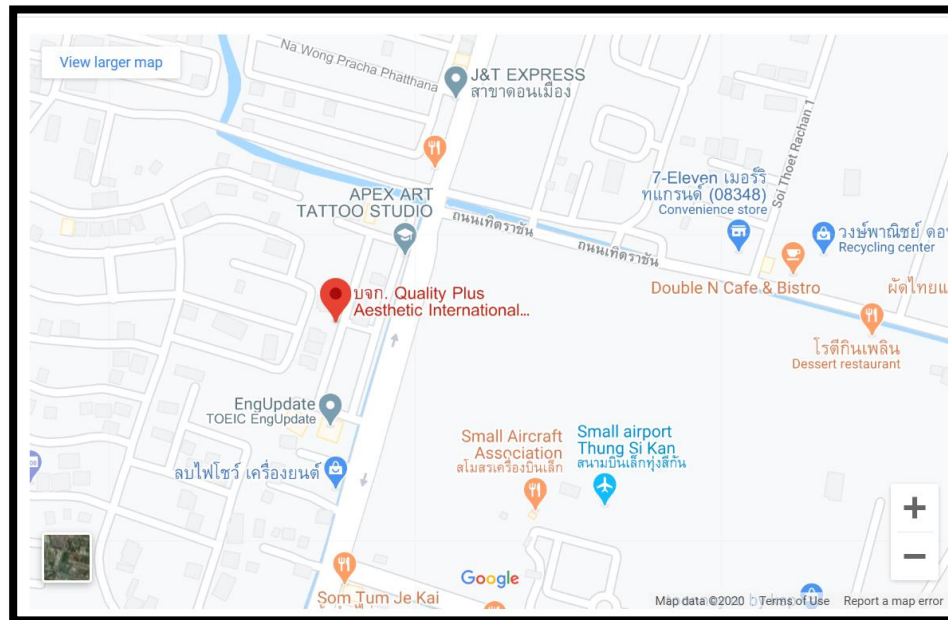 View larger map
Na Wong Pracha Phatthana
J&T EXPRESS
สาขาดอนเมือง
7-Eleven เมอร์ริ
ทแกรนด์ (08348)
Convenience store
Soi Thoet Rachan 1
APEX ART
TATTOO STUDIO
ถนนเทิดราชัน
ถนนเทิดราชัน
วงษ์พาณิชย์ ดอน
Recycling center
Double N Cafe & Bistro
ผัดไทยแ
บจก. Quality Plus
Aesthetic International...
โรตีกินเพลิน
Dessert restaurant
EngUpdate
TOEIC EngUpdate
Small Aircraft
Association
สโมสรเครื่องบินเล็ก
Small airport
Thung Si Kan
สนามบินเล็กทุ่งสีกัน
ลบไฟโชว์ เครื่องยนต์
+
−
Google
Som Tum Je Kai
Map data ©2020
Terms of Use
Report a map error